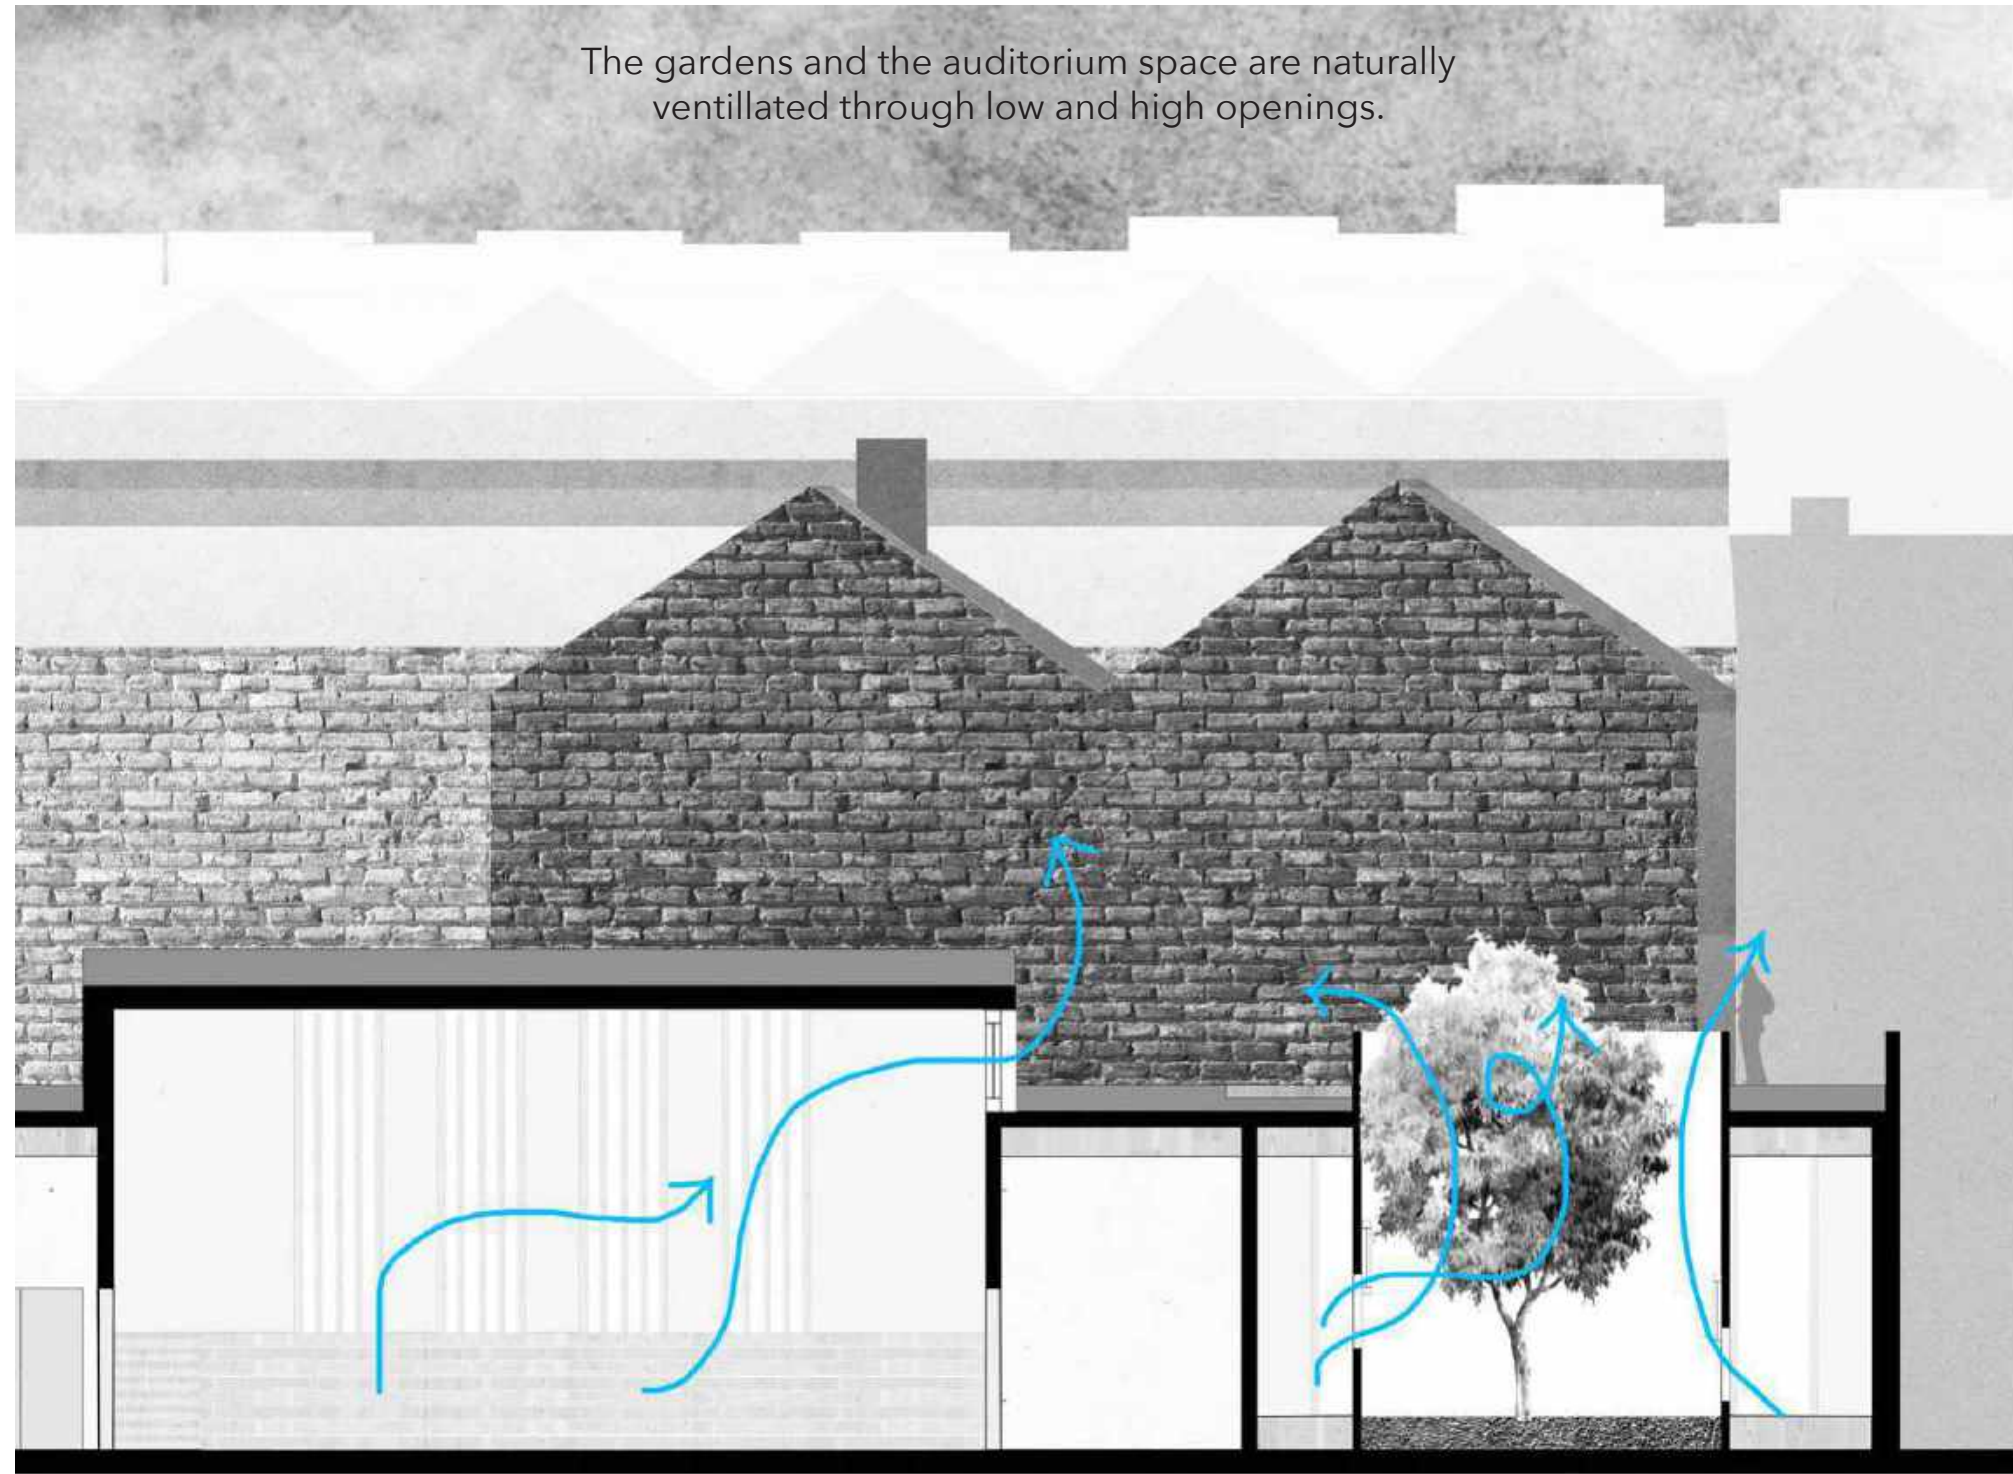 The gardens and the auditorium space are naturally
ventillated through low and high openings.